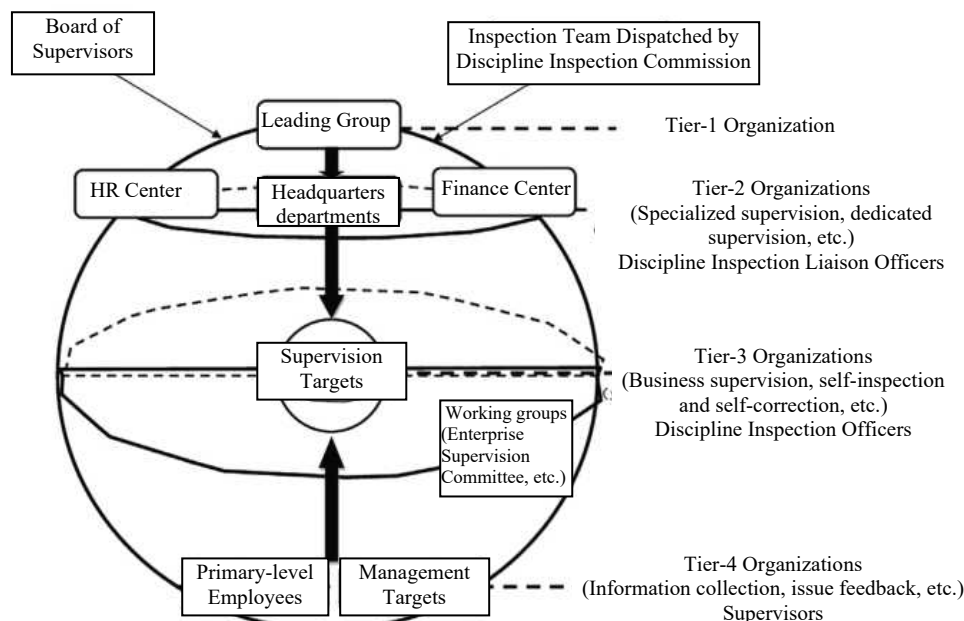 Board of
Supervisors
Inspection Team Dispatched by
Discipline Inspection Commission
Leading Group
Tier-1 Organization
HR Center
Headquarters
departments
Finance Center
Tier-2 Organizations
(Specialized supervision, dedicated
supervision, etc.)
Discipline Inspection Liaison Officers
Supervision
Targets
Tier-3 Organizations
(Business supervision, self-inspection
and self-correction, etc.)
Discipline Inspection Officers
Working groups
(Enterprise
Supervision
Committee, etc.)
Primary-level
Employees
Management
Targets
Tier-4 Organizations
(Information collection, issue feedback, etc.)
Supervisors